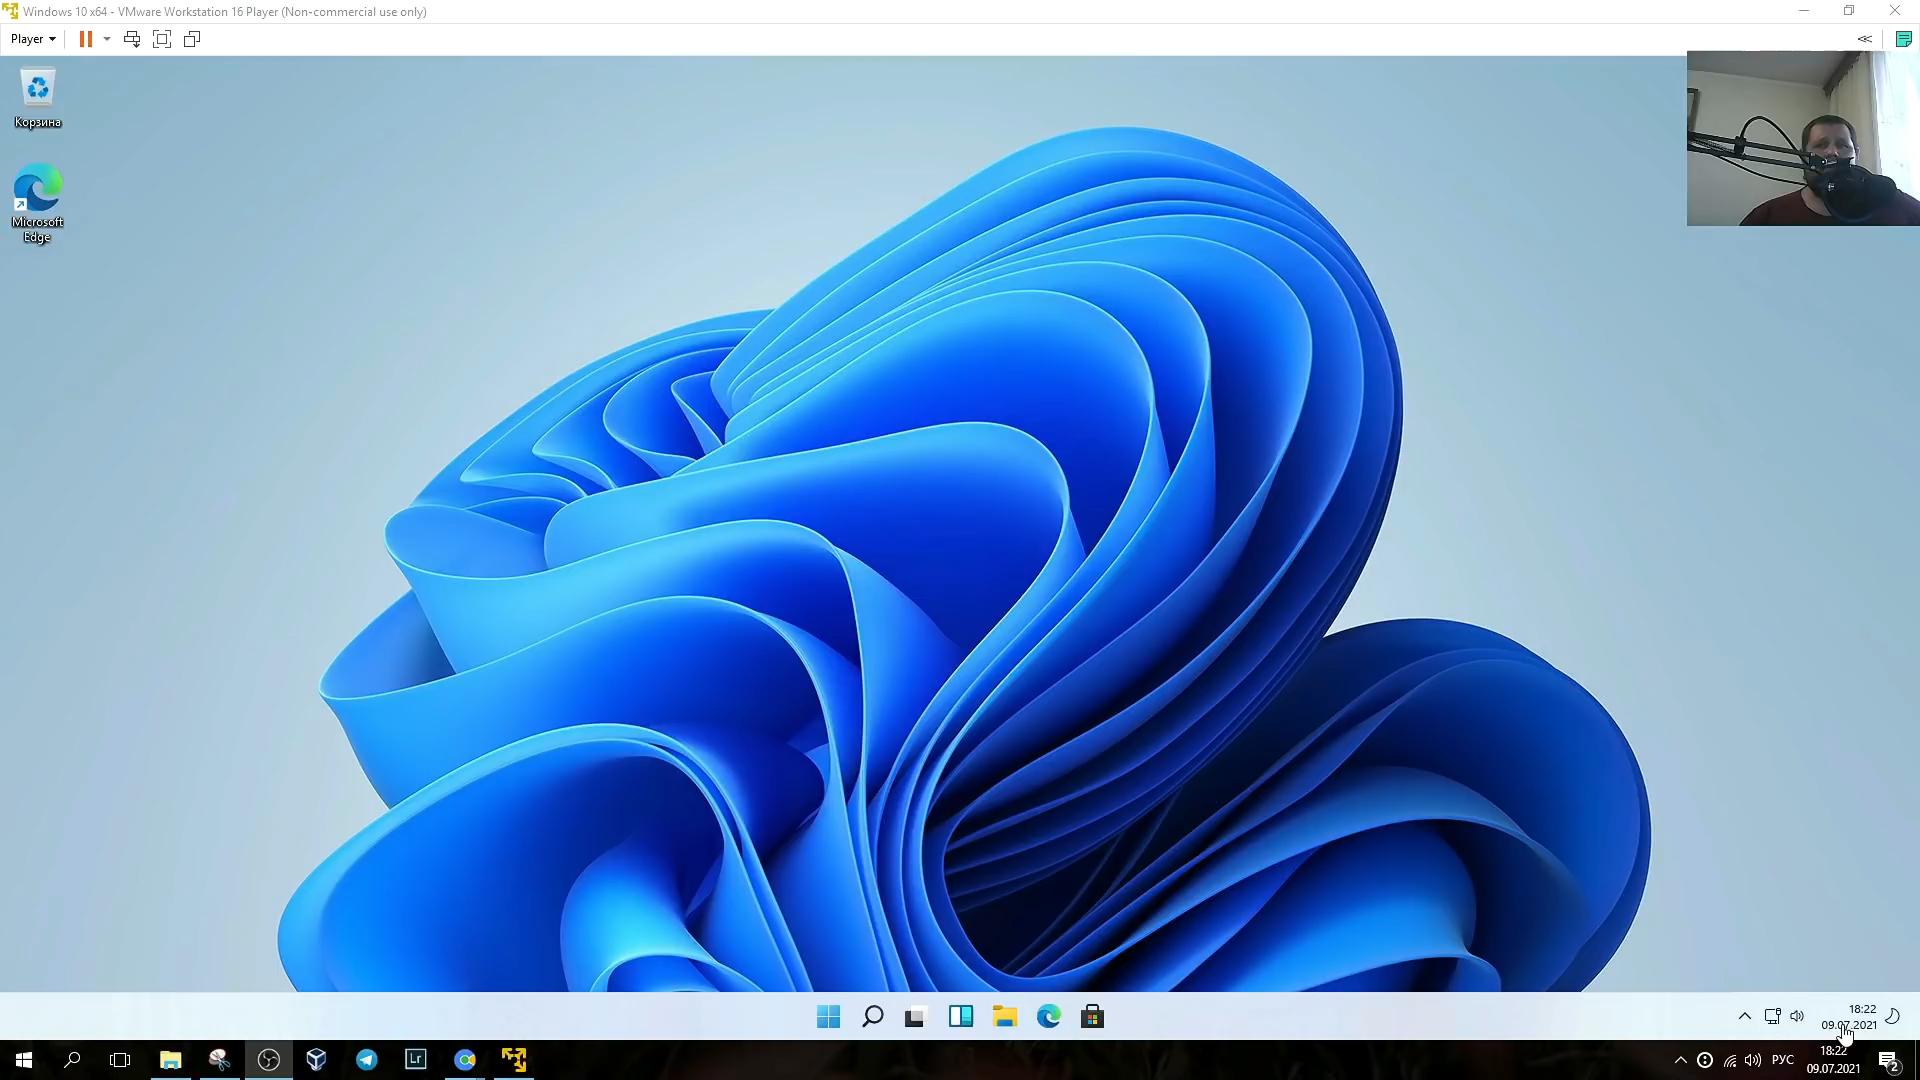 Windows 10 x64 - VMware Workstation 16 Player (Non-commercial use only)
Player
Корзина
Microsoft
Edge
18:22
09.07.2021
Lr
РУС
18:22
09.07.2021
2